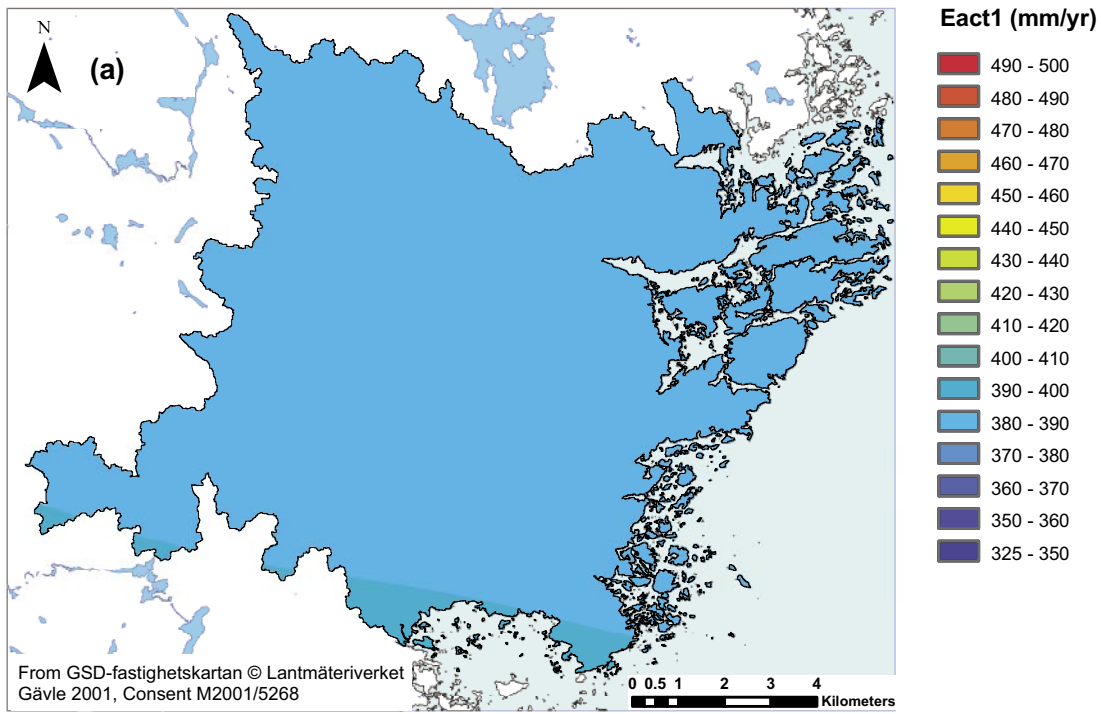 N
(a)
From GSD-fastighetskartan © Lantmäteriverket
Gävle 2001, Consent M2001/5268
0 0.5 1 2 3 4
Kilometers
Eact1 (mm/yr)
490 - 500
480 - 490
470 - 480
460 - 470
450 - 460
440 - 450
430 - 440
420 - 430
410 - 420
400 - 410
390 - 400
380 - 390
370 - 380
360 - 370
350 - 360
325 - 350